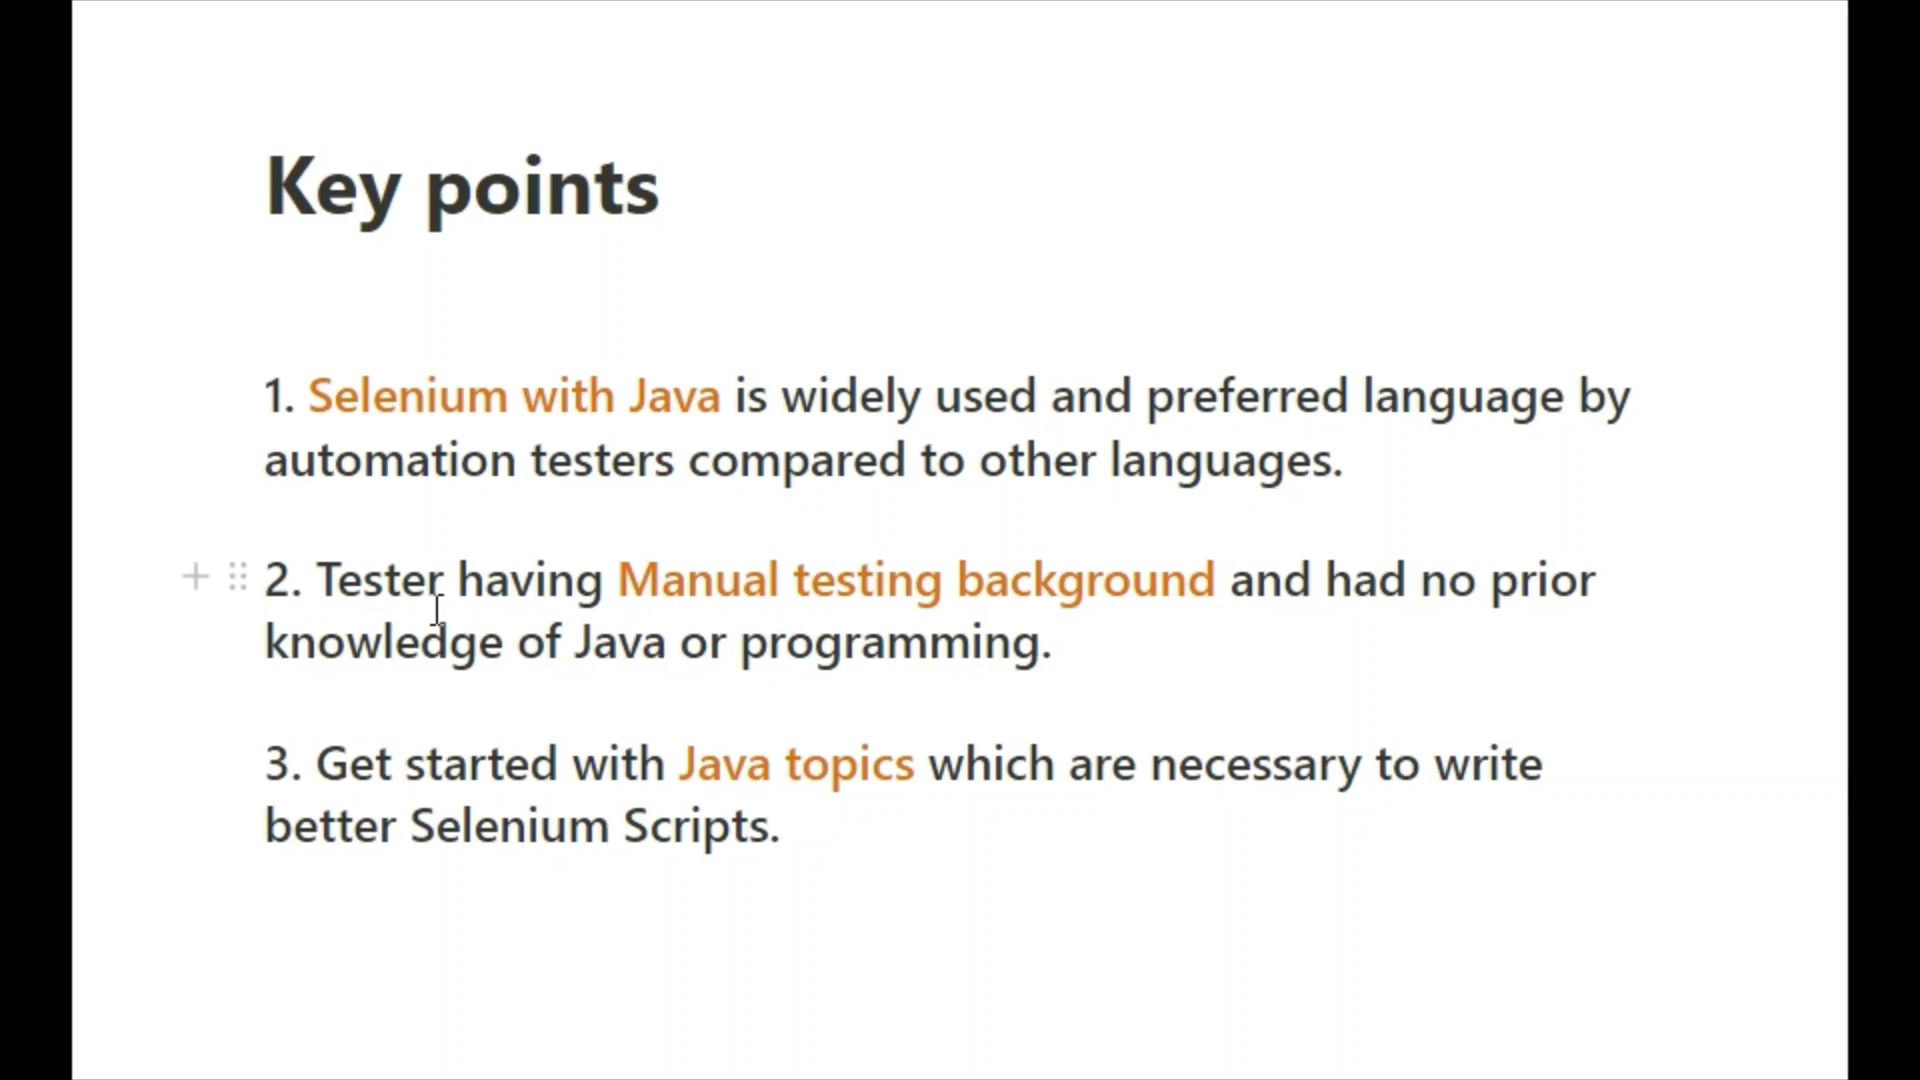 Key points
1. Selenium with Java is widely used and preferred language by
automation testers compared to other languages.
2. Tester having Manual testing background and had no prior
knowledge of Java or programming.
3. Get started with Java topics which are necessary to write
better Selenium Scripts.